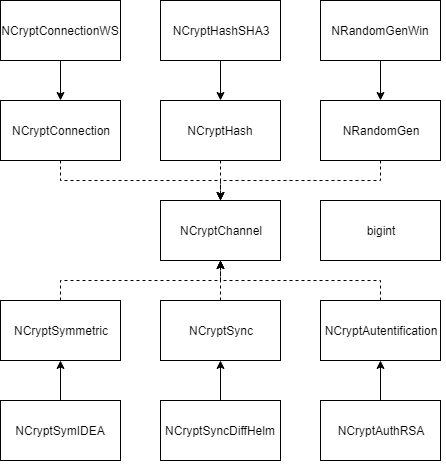 NCryptConnectionWS
NCryptHashSHA3
NRandomGenWin
NCryptConnection
NCryptHash
NRandomGen
NCryptChannel
bigint
NCryptSymmetric
NCryptSync
NCryptAutentification
NCryptSymIDEA
NCryptSyncDiffHelm
NCryptAuthRSA